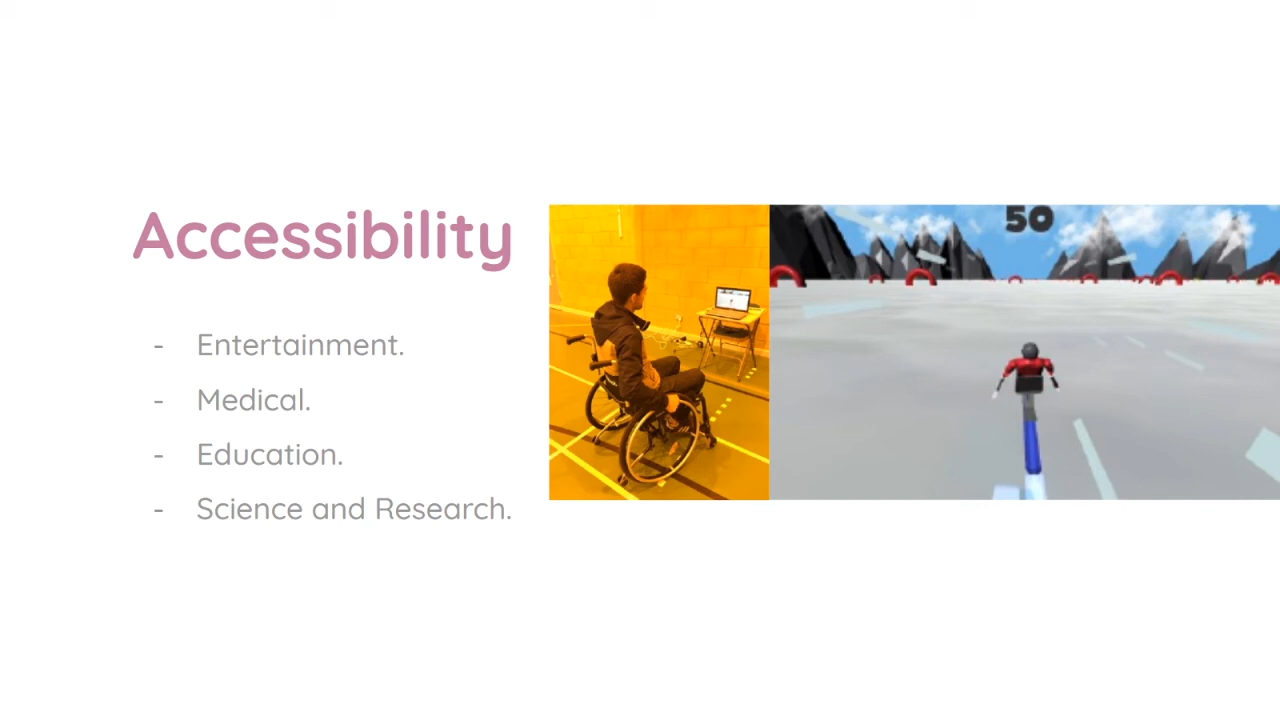 Accessibility
- Entertainment.
- Medical.
- Education.
- Science and Research.
50